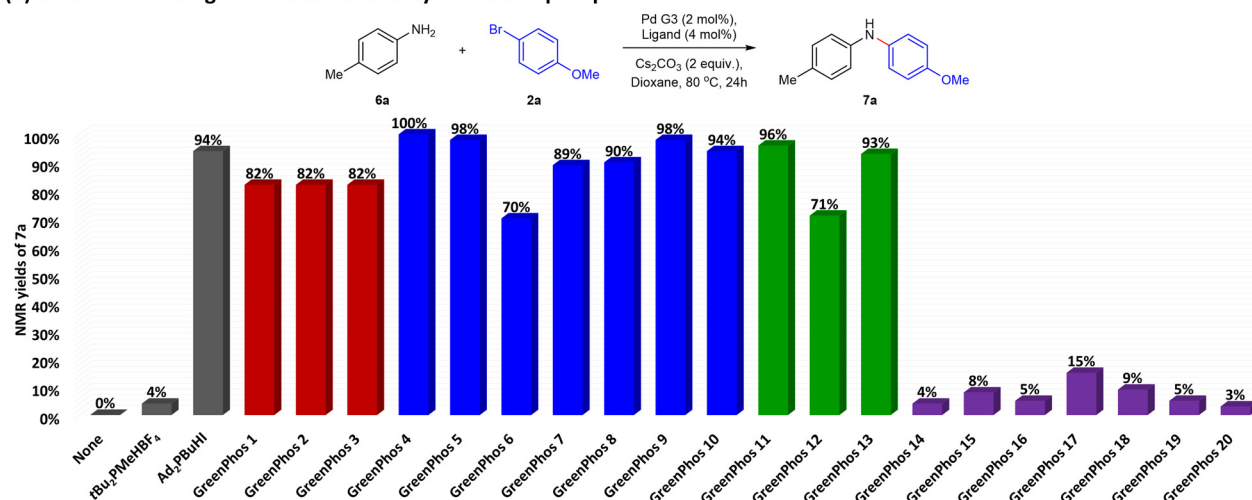 NH₂
Me
6a
+
Br
OMe
2a
Pd G3 (2 mol%),
Ligand (4 mol%)
Cs₂CO₃ (2 equiv.),
Dioxane, 80 °C, 24h
H
N
Me
OMe
7a
NMR yields of 7a
100%
90%
80%
70%
60%
50%
40%
30%
20%
10%
0%
0%
4%
94%
82%
82%
82%
100%
98%
70%
89%
90%
98%
94%
96%
71%
93%
4%
8%
5%
15%
9%
5%
3%
None
tBu₂PMeHBF₄
Ad₂PBuHI
GreenPhos 1
GreenPhos 2
GreenPhos 3
GreenPhos 4
GreenPhos 5
GreenPhos 6
GreenPhos 7
GreenPhos 8
GreenPhos 9
GreenPhos 10
GreenPhos 11
GreenPhos 12
GreenPhos 13
GreenPhos 14
GreenPhos 15
GreenPhos 16
GreenPhos 17
GreenPhos 18
GreenPhos 19
GreenPhos 20